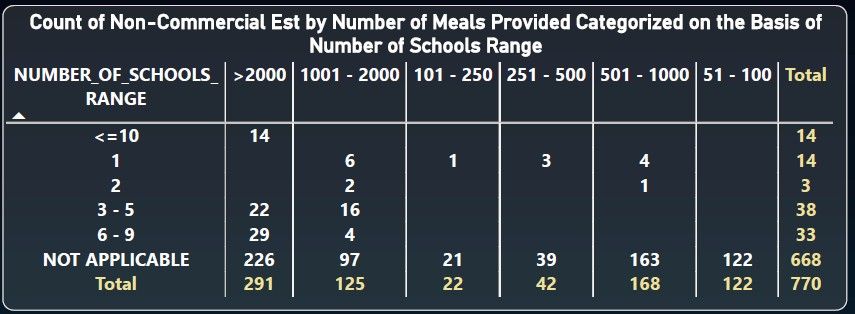 Count of Non-Commercial Est by Number of Meals Provided Categorized on the Basis of
Number of Schools Range
NUMBER_OF_SCHOOLS_ >2000 1001 - 2000 101 - 250 251 - 500 501 - 1000 51 - 100 Total
RANGE
<=10 14 14
1 6 1 3 4 14
2 2 1 3
3 - 5 22 16 38
6 - 9 29 4 33
NOT APPLICABLE 226 97 21 39 163 122 668
Total 291 125 22 42 168 122 770